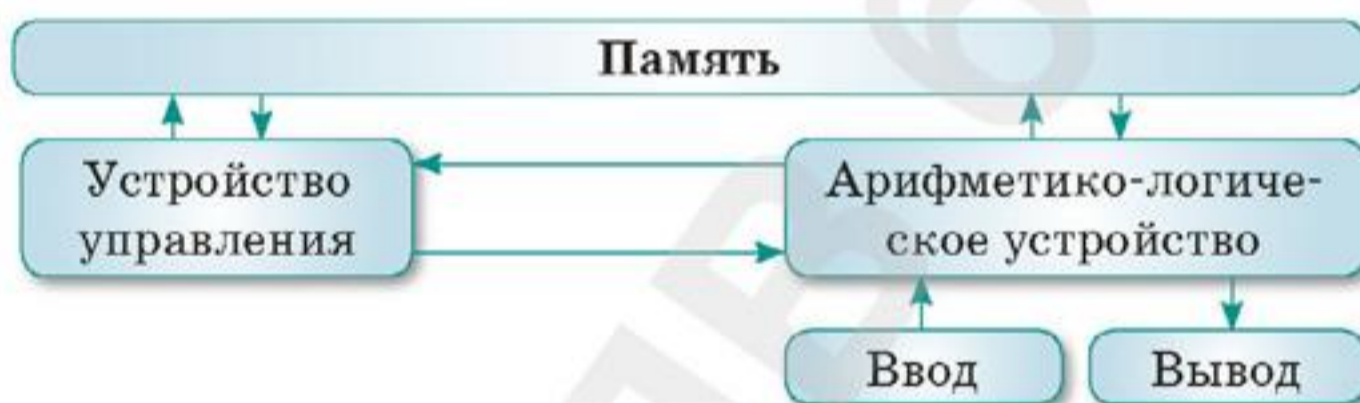 Память
Устройство
управления
Арифметико-логиче-
ское устройство
Ввод
Вывод